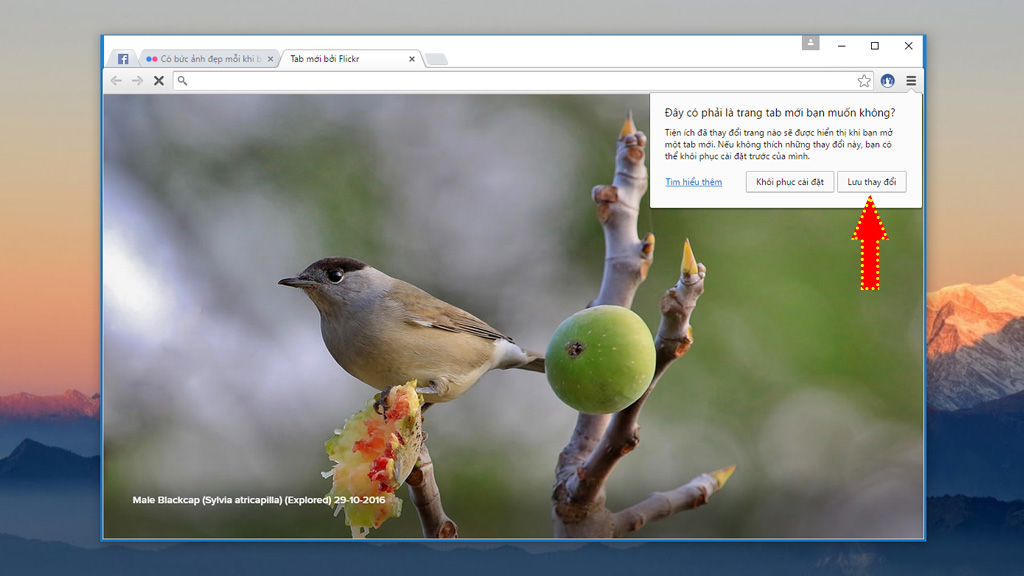 Có bức ảnh đẹp mỗi khi b
Tab mới bởi Flickr
Đây có phải là trang tab mới bạn muốn không?
Tiện ích đã thay đổi trang nào sẽ được hiển thị khi bạn mở
một tab mới. Nếu không thích những thay đổi này, bạn có
thể khôi phục cài đặt trước của mình.
Tìm hiểu thêm
Khôi phục cài đặt
Lưu thay đổi
Male Blackcap (Sylvia atricapilla) (Explored) 29-10-2016